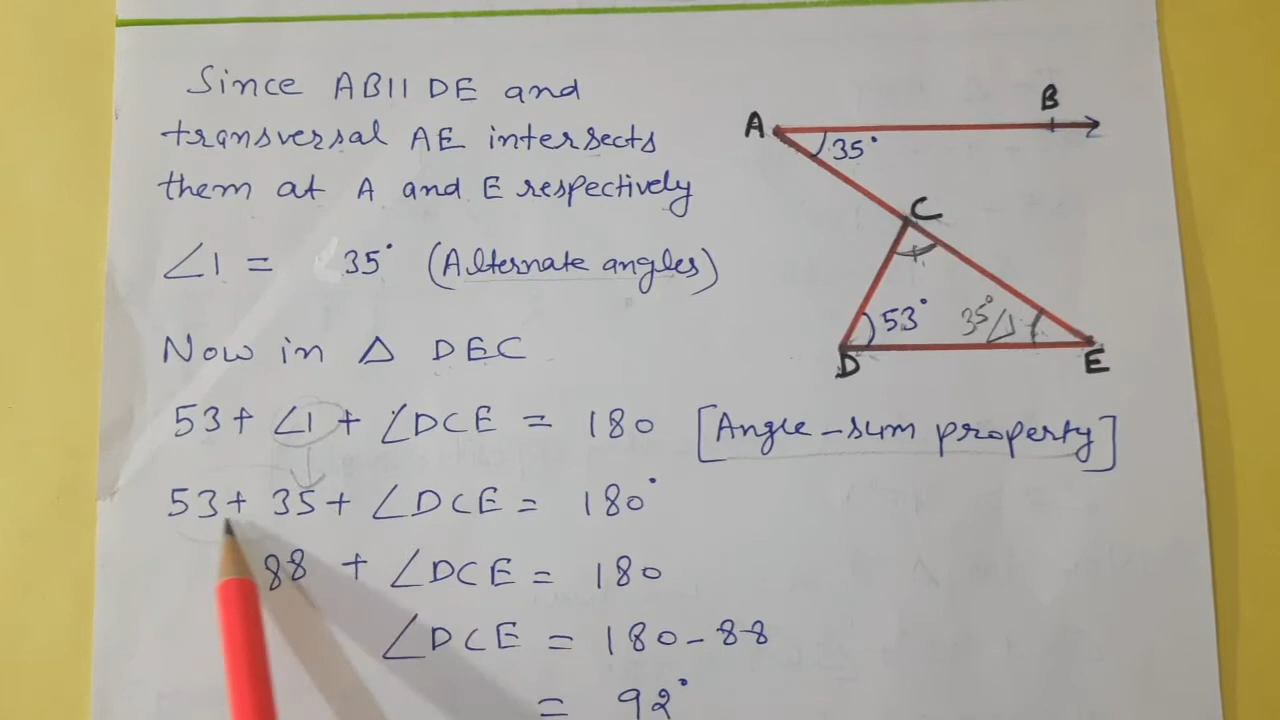 Since AB || DE and
transversal AE intersects
them at A and E respectively
∠1 = 35° (Alternate angles)
Now in △ DEC
53 + ∠1 + ∠DCE = 180 [Angle-sum property]
53 + 35 + ∠DCE = 180°
88 + ∠DCE = 180
∠DCE = 180 - 88
= 92°
A
B
35°
C
53°
35°
D
E